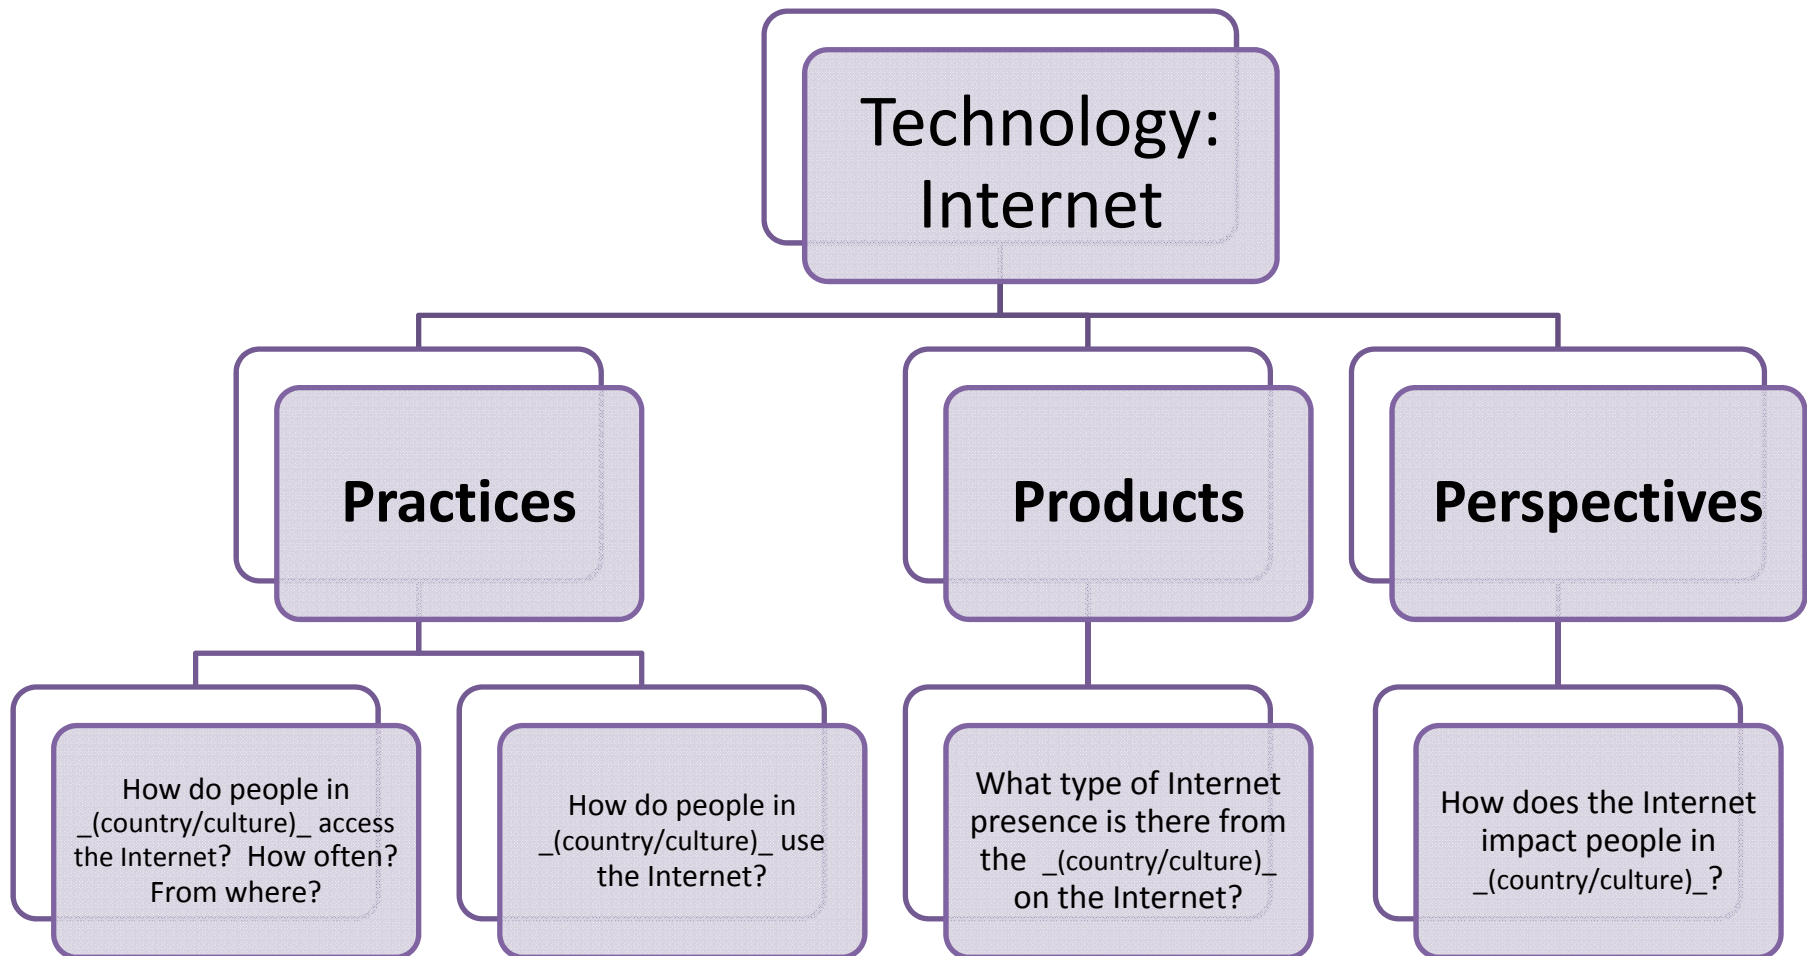 Technology:
Internet
Practices
Products
Perspectives
How do people in
_(country/culture)_ access
the Internet?  How often?
From where?
How do people in
_(country/culture)_ use
the Internet?
What type of Internet
presence is there from
the  _(country/culture)_
on the Internet?
How does the Internet
impact people in
_(country/culture)_?